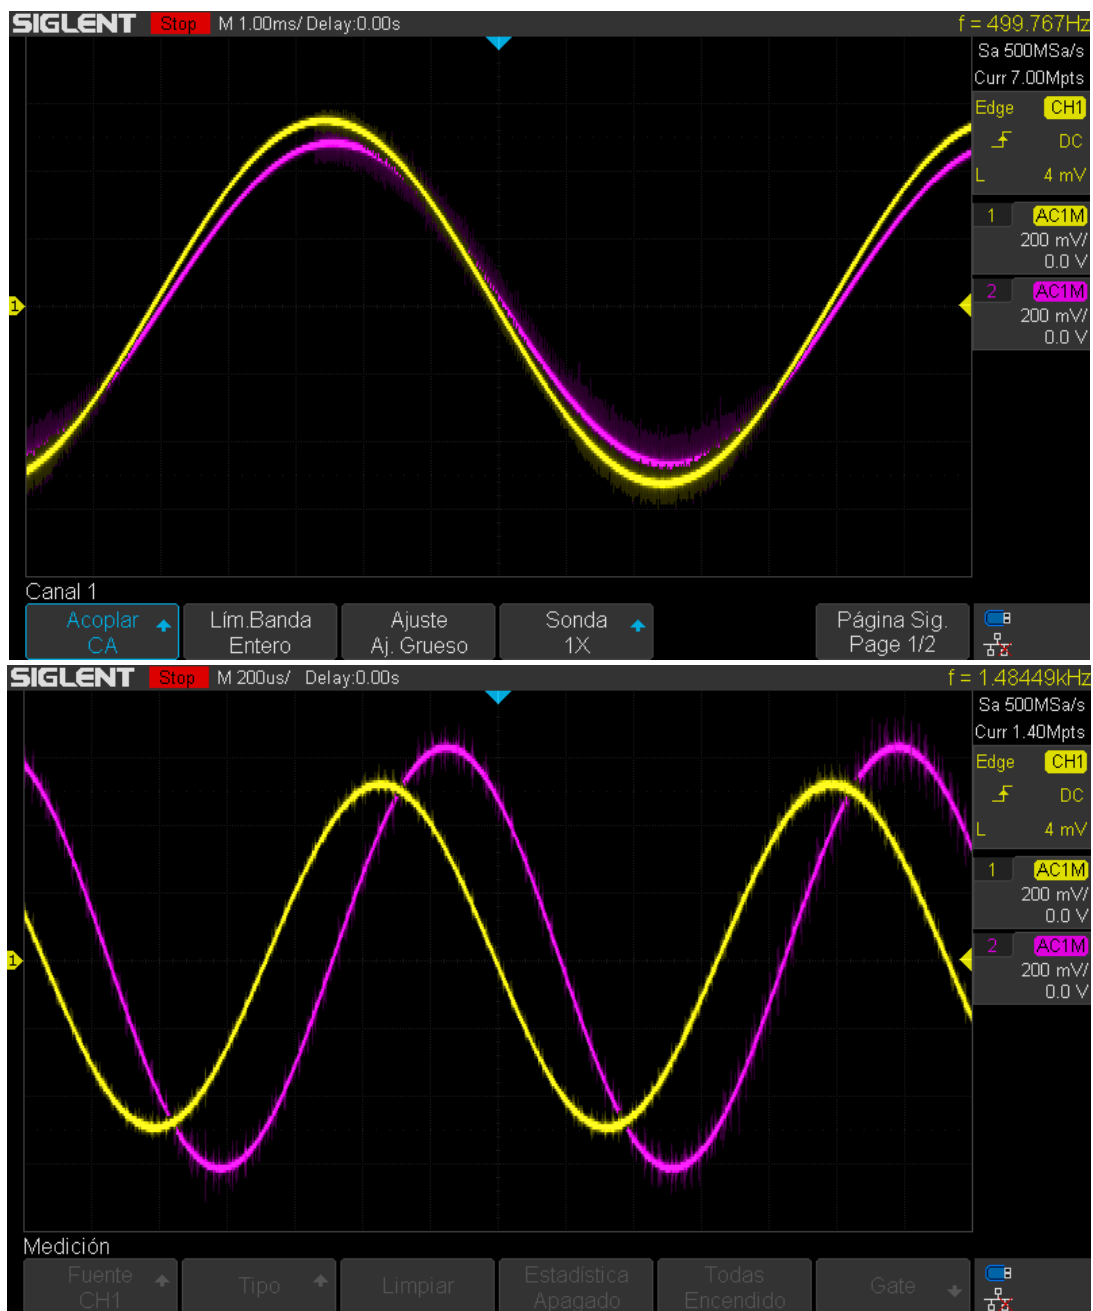 SIGLENT Stop M 1.00ms/ Delay:0.00s f = 499.767Hz
Sa 500MSa/s
Curr 7.00Mpts
Edge CH1
DC
L 4 mV
1 AC1M
200 mV/
0.0 V
2 AC1M
200 mV/
0.0 V
1
Canal 1
Acoplar Lím.Banda Ajuste Sonda Página Sig.
CA Entero Aj. Grueso 1X Page 1/2
SIGLENT Stop M 200us/ Delay:0.00s f = 1.48449kHz
Sa 500MSa/s
Curr 1.40Mpts
Edge CH1
DC
L 4 mV
1 AC1M
200 mV/
0.0 V
2 AC1M
200 mV/
0.0 V
1
Medición
Fuente Tipo Limpiar Estadística Todas Gate
CH1 Apagado Encendido